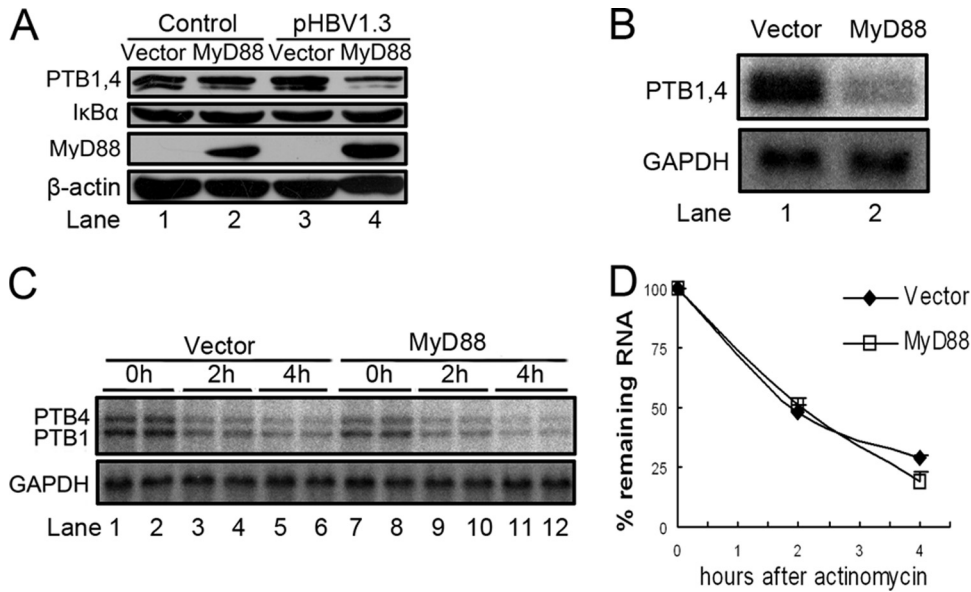 A
Control pHBV1.3
Vector MyD88 Vector MyD88
PTB1,4
IκBα
MyD88
β-actin
Lane 1 2 3 4
B
Vector MyD88
PTB1,4
GAPDH
Lane 1 2
C
Vector MyD88
0h 2h 4h 0h 2h 4h
PTB4
PTB1
GAPDH
Lane 1 2 3 4 5 6 7 8 9 10 11 12
D
Vector
MyD88
% remaining RNA
100
75
50
25
0
0 1 2 3 4
hours after actinomycin